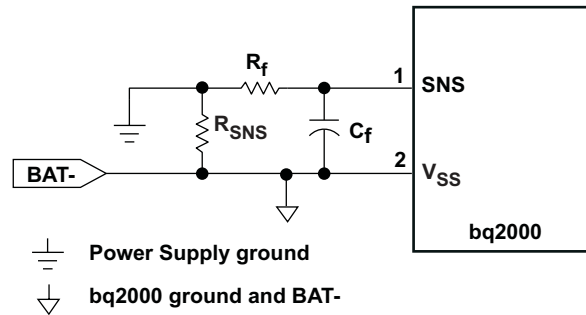 R_f
1
SNS
R_SNS
C_f
2
V_SS
BAT-
bq2000
Power Supply ground
bq2000 ground and BAT-